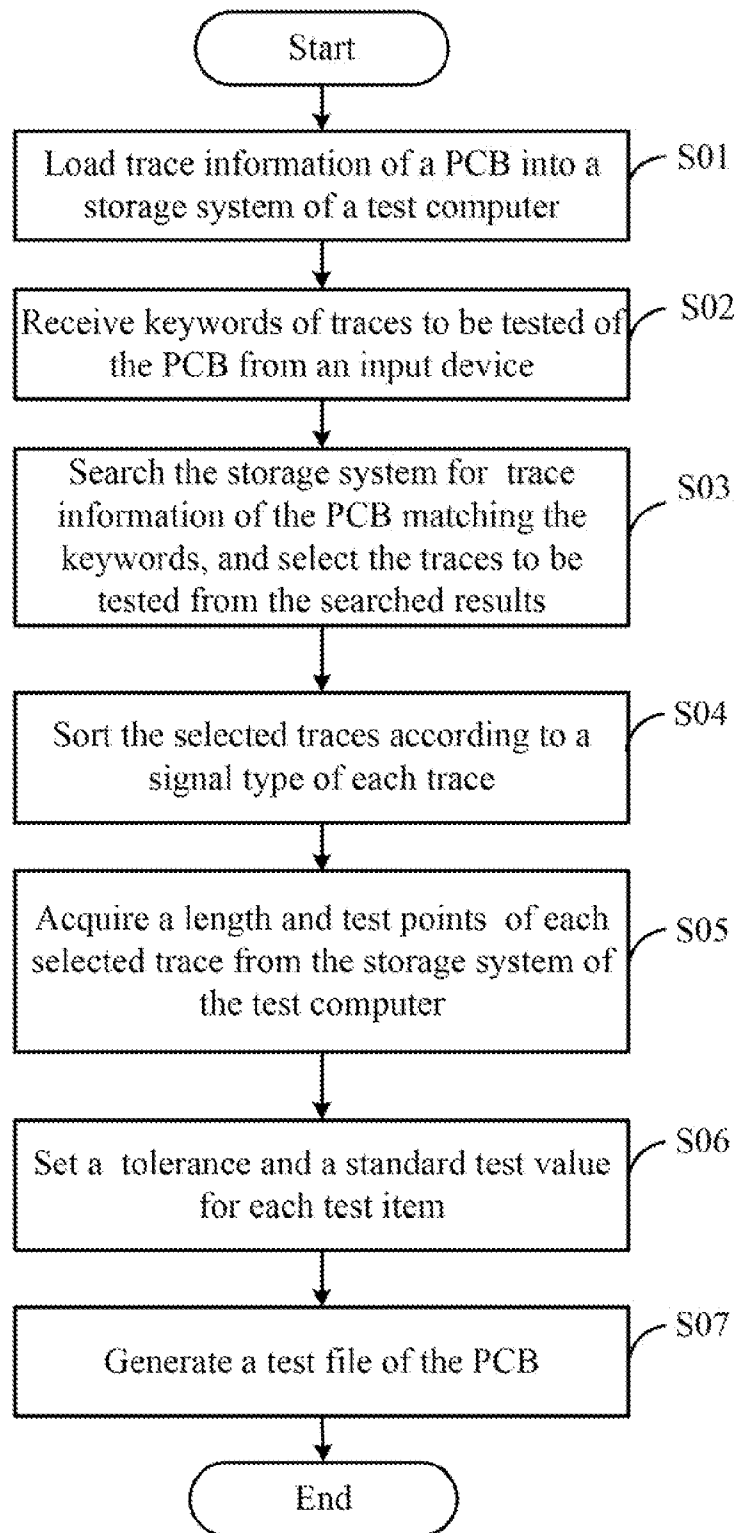 Start
Load trace information of a PCB into a
storage system of a test computer
S01
Receive keywords of traces to be tested of
the PCB from an input device
S02
Search the storage system for trace
information of the PCB matching the
keywords, and select the traces to be
tested from the searched results
S03
Sort the selected traces according to a
signal type of each trace
S04
Acquire a length and test points of each
selected trace from the storage system of
the test computer
S05
Set a tolerance and a standard test value
for each test item
S06
Generate a test file of the PCB
S07
End